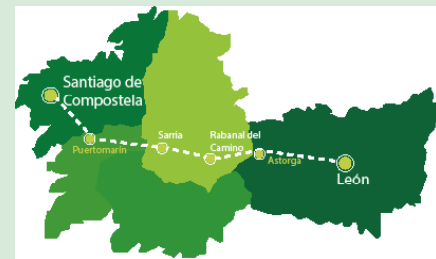 Santiago de
Compostela
Puertomarín
Sarria
Rabanal del
Camino
Astorga
León